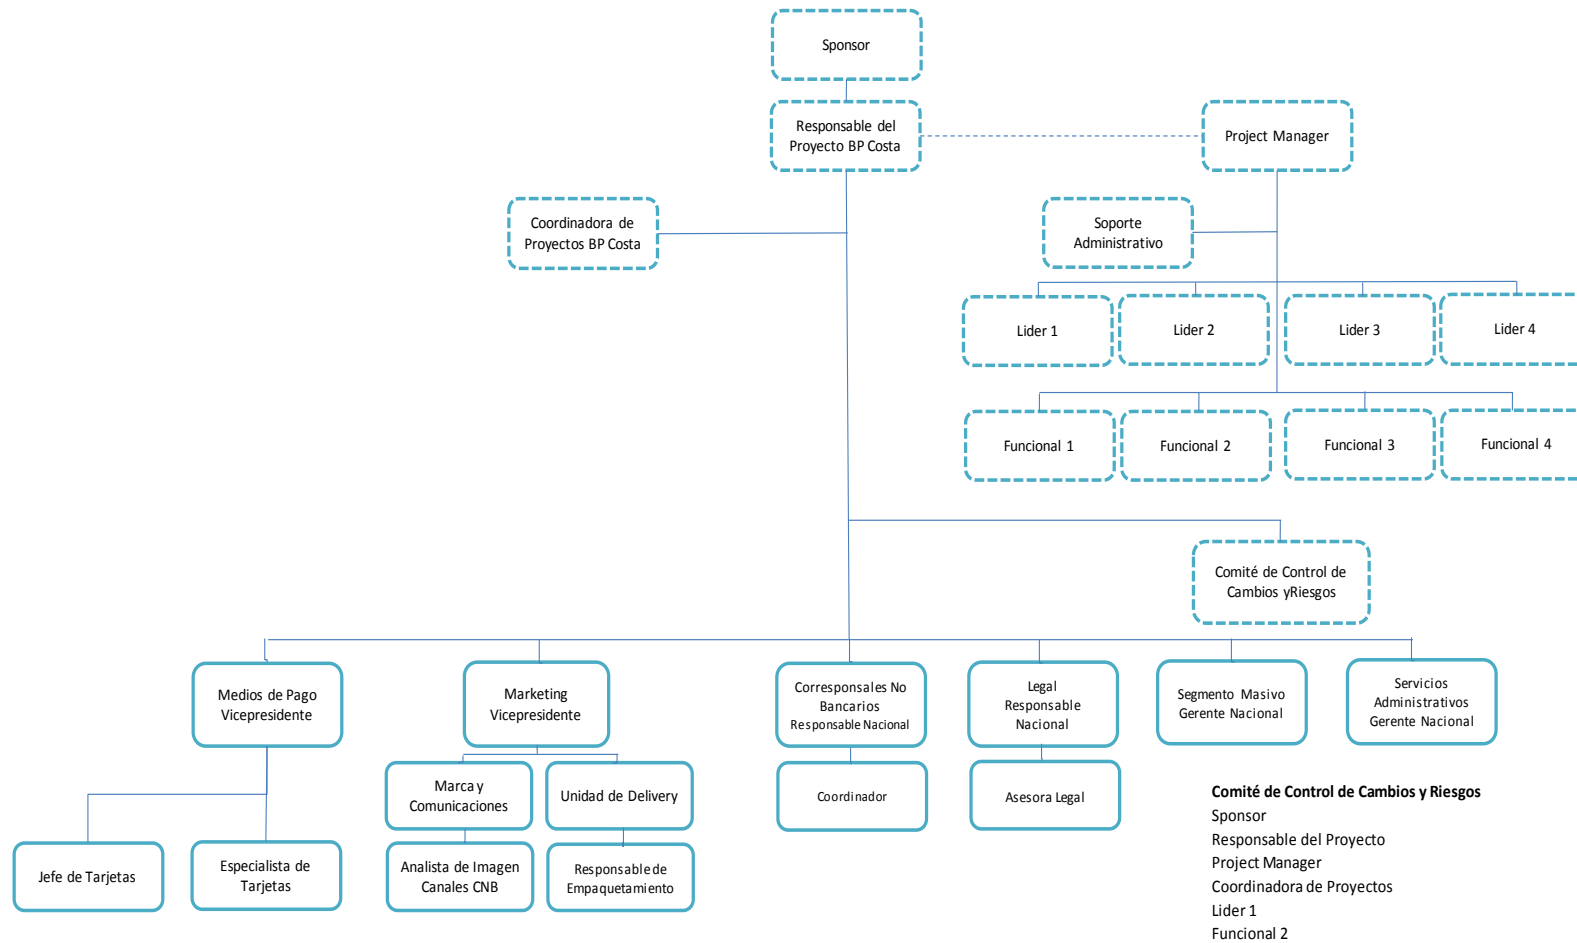 Sponsor
Responsable del
Proyecto BP Costa
Project Manager
Coordinadora de
Proyectos BP Costa
Soporte
Administrativo
Lider 1
Lider 2
Lider 3
Lider 4
Funcional 1
Funcional 2
Funcional 3
Funcional 4
Comité de Control de
Cambios yRiesgos
Medios de Pago
Vicepresidente
Marketing
Vicepresidente
Corresponsales No
Bancarios
Responsable Nacional
Legal
Responsable
Nacional
Segmento Masivo
Gerente Nacional
Servicios
Administrativos
Gerente Nacional
Marca y
Comunicaciones
Unidad de Delivery
Coordinador
Asesora Legal
Jefe de Tarjetas
Especialista de
Tarjetas
Analista de Imagen
Canales CNB
Responsable de
Empaquetamiento
Comité de Control de Cambios y Riesgos
Sponsor
Responsable del Proyecto
Project Manager
Coordinadora de Proyectos
Lider 1
Funcional 2